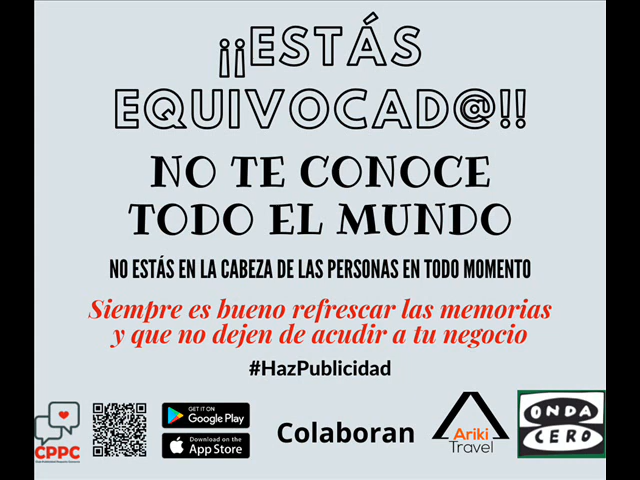 ¡¡ESTÁS
EQUIVOCAD@!!
NO TE CONOCE
TODO EL MUNDO
NO ESTÁS EN LA CABEZA DE LAS PERSONAS EN TODO MOMENTO
Siempre es bueno refrescar las memorias
y que no dejen de acudir a tu negocio
#HazPublicidad
CPPC
GET IT ON
Google Play
Download on the
App Store
Colaboran
Ariki
Travel
ONDA
CERO